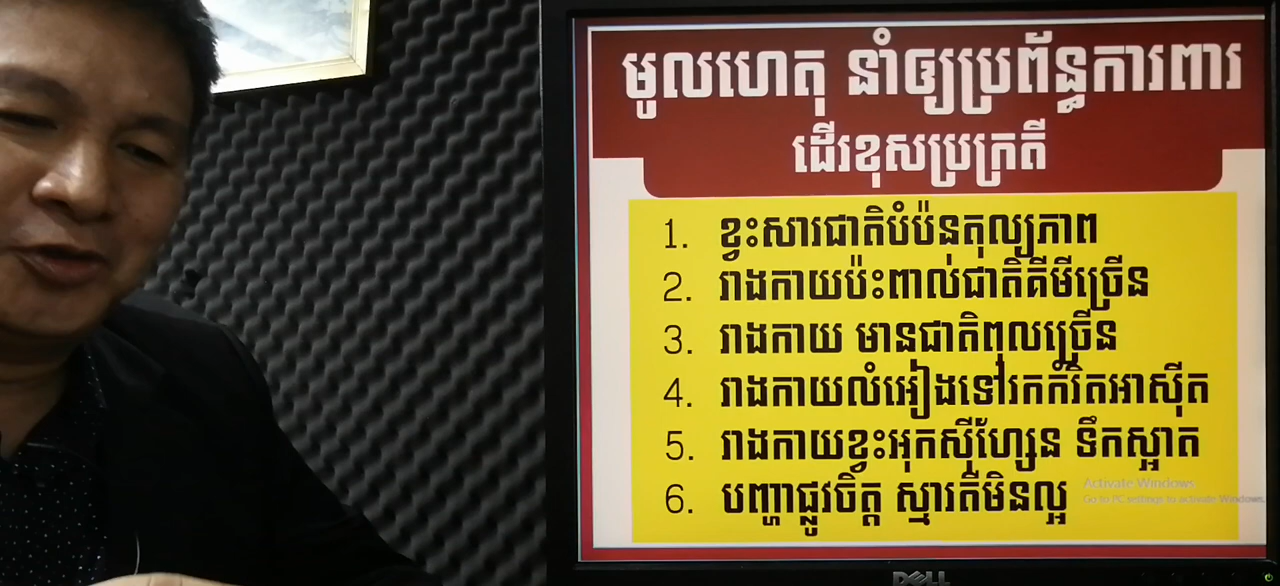 មូលហេតុ នាំឲ្យប្រព័ន្ធការពារ
ដើរខុសប្រក្រតី
1. ខ្វះសារជាតិបំប៉នតុល្យភាព
2. រាងកាយប៉ះពាល់ជាតិគីមីច្រើន
3. រាងកាយ មានជាតិពុលច្រើន
4. រាងកាយលំអៀងទៅរកកំរិតអាស៊ីត
5. រាងកាយខ្វះអុកស៊ីហ្សែន ទឹកស្អាត
6. បញ្ហាផ្លូវចិត្ត ស្មារតីមិនល្អ
Activate Windows
Go to PC settings to activate Windows.
DELL